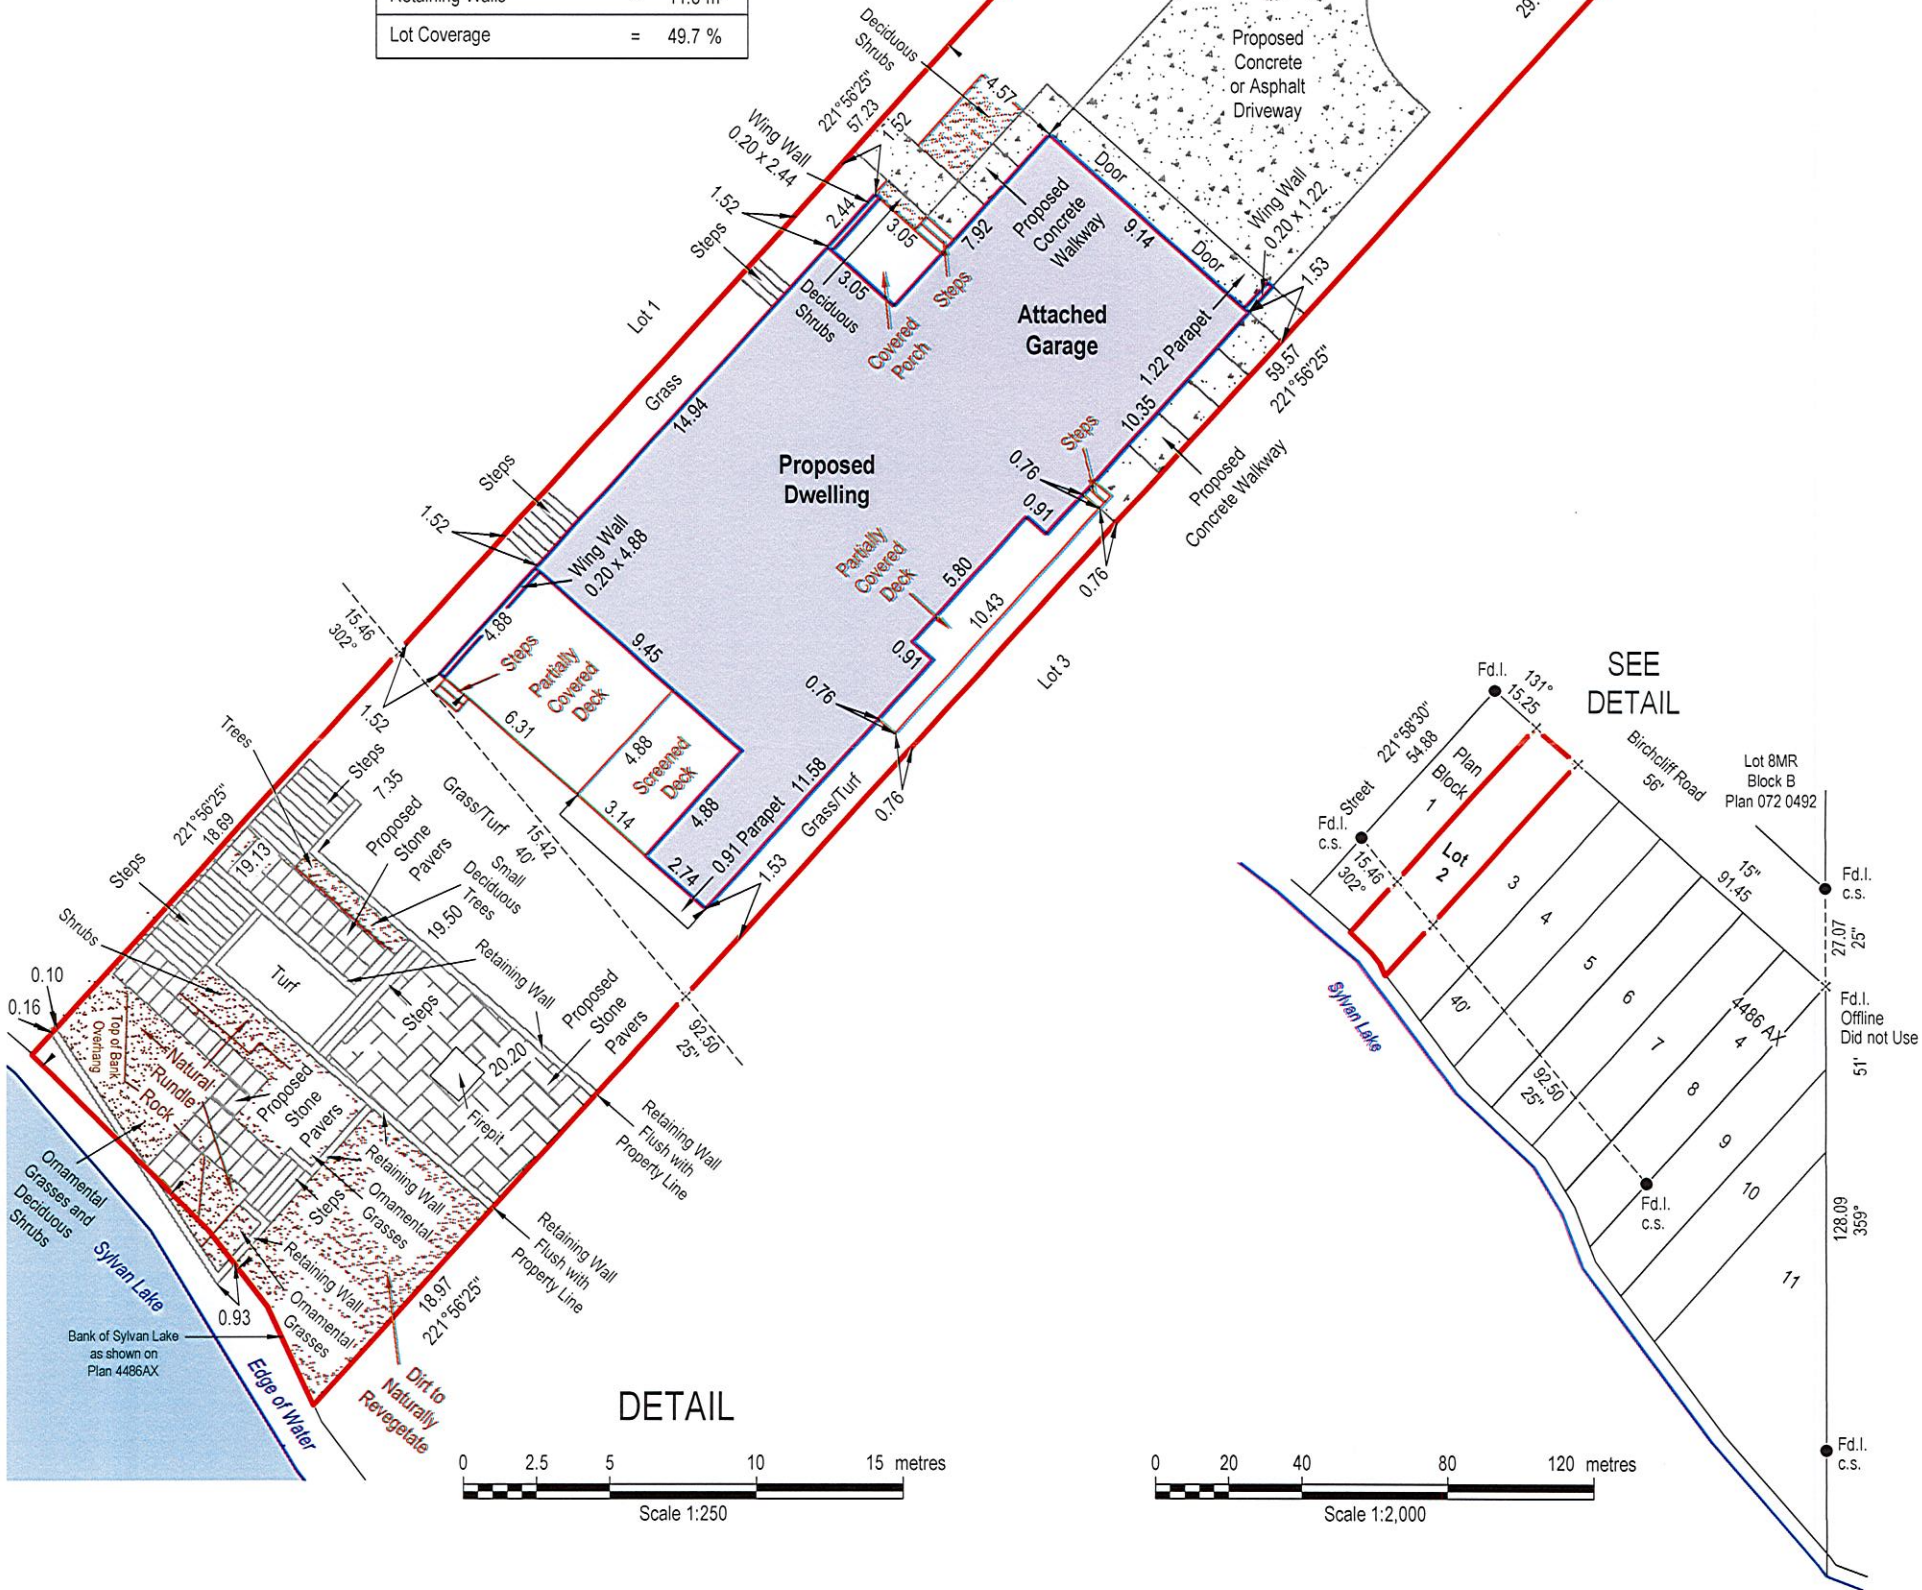 Lot Coverage = 49.7 %
Deciduous
Shrubs
4.57
221°56'25"
57.23
1.52
Wing Wall
0.20 x 2.44
1.52
Steps
2.44
3.05
3.05
7.92
Steps
Deciduous
Shrubs
Covered
Porch
Proposed
Concrete
or Asphalt
Driveway
29.
Door
9.14
Door
Proposed
Concrete
Walkway
Wing Wall
0.20 x 1.22
1.53
Attached
Garage
1.22 Parapet
10.35
59.57
221°56'25"
Proposed
Concrete Walkway
Lot 1
Grass
14.94
Proposed
Dwelling
Steps
1.52
Wing Wall
0.20 x 4.88
Steps
0.76
0.91
Partially
Covered
Deck
5.80
10.43
0.91
0.76
Lot 3
0.76
0.76
15.46
302°
1.52
4.88
Steps
Partially
Covered
Deck
9.45
6.31
4.88
Screened
Deck
3.14
4.88
2.74
11.58
0.91 Parapet
Grass/Turf
1.53
Trees
Steps
221°56'25"
18.69
7.35
Proposed
Stone
Pavers
Grass/Turf
40'
15.42
Small
Deciduous
Trees
19.50
19.13
Steps
Shrubs
Turf
Steps
Retaining Wall
Proposed
Stone
Pavers
92.50
25"
20.20
Firepit
0.10
0.16
Top of Bank
Overhang
Natural
Rundle
Rock
Proposed
Stone
Pavers
Retaining Wall
Flush with
Property Line
Retaining Wall
Ornamental
Grasses
Steps
Retaining Wall
Flush with
Property Line
Retaining Wall
Ornamental
Grasses
Ornamental
Grasses and
Deciduous
Shrubs
Sylvan Lake
0.93
18.97
221°56'25"
Bank of Sylvan Lake
as shown on
Plan 4486AX
Edge of Water
Dirt to
Naturally
Revegetate
DETAIL
0 2.5 5 10 15 metres
Scale 1:250
SEE
DETAIL
Fd.I.
131°
15.25
221°58'30"
54.88
Plan
Block
1
Street
Fd.I.
c.s.
15.46
302°
Lot
2
Birchcliff Road
56'
Lot 8MR
Block B
Plan 072 0492
15"
91.45
Fd.I.
c.s.
27.07
25"
Fd.I.
Offline
Did not Use
51'
3
4
5
6
7
8
9
10
11
4486 AX
4
40'
92.50
25"
Fd.I.
c.s.
Sylvan Lake
128.09
359°
Fd.I.
c.s.
0 20 40 80 120 metres
Scale 1:2,000